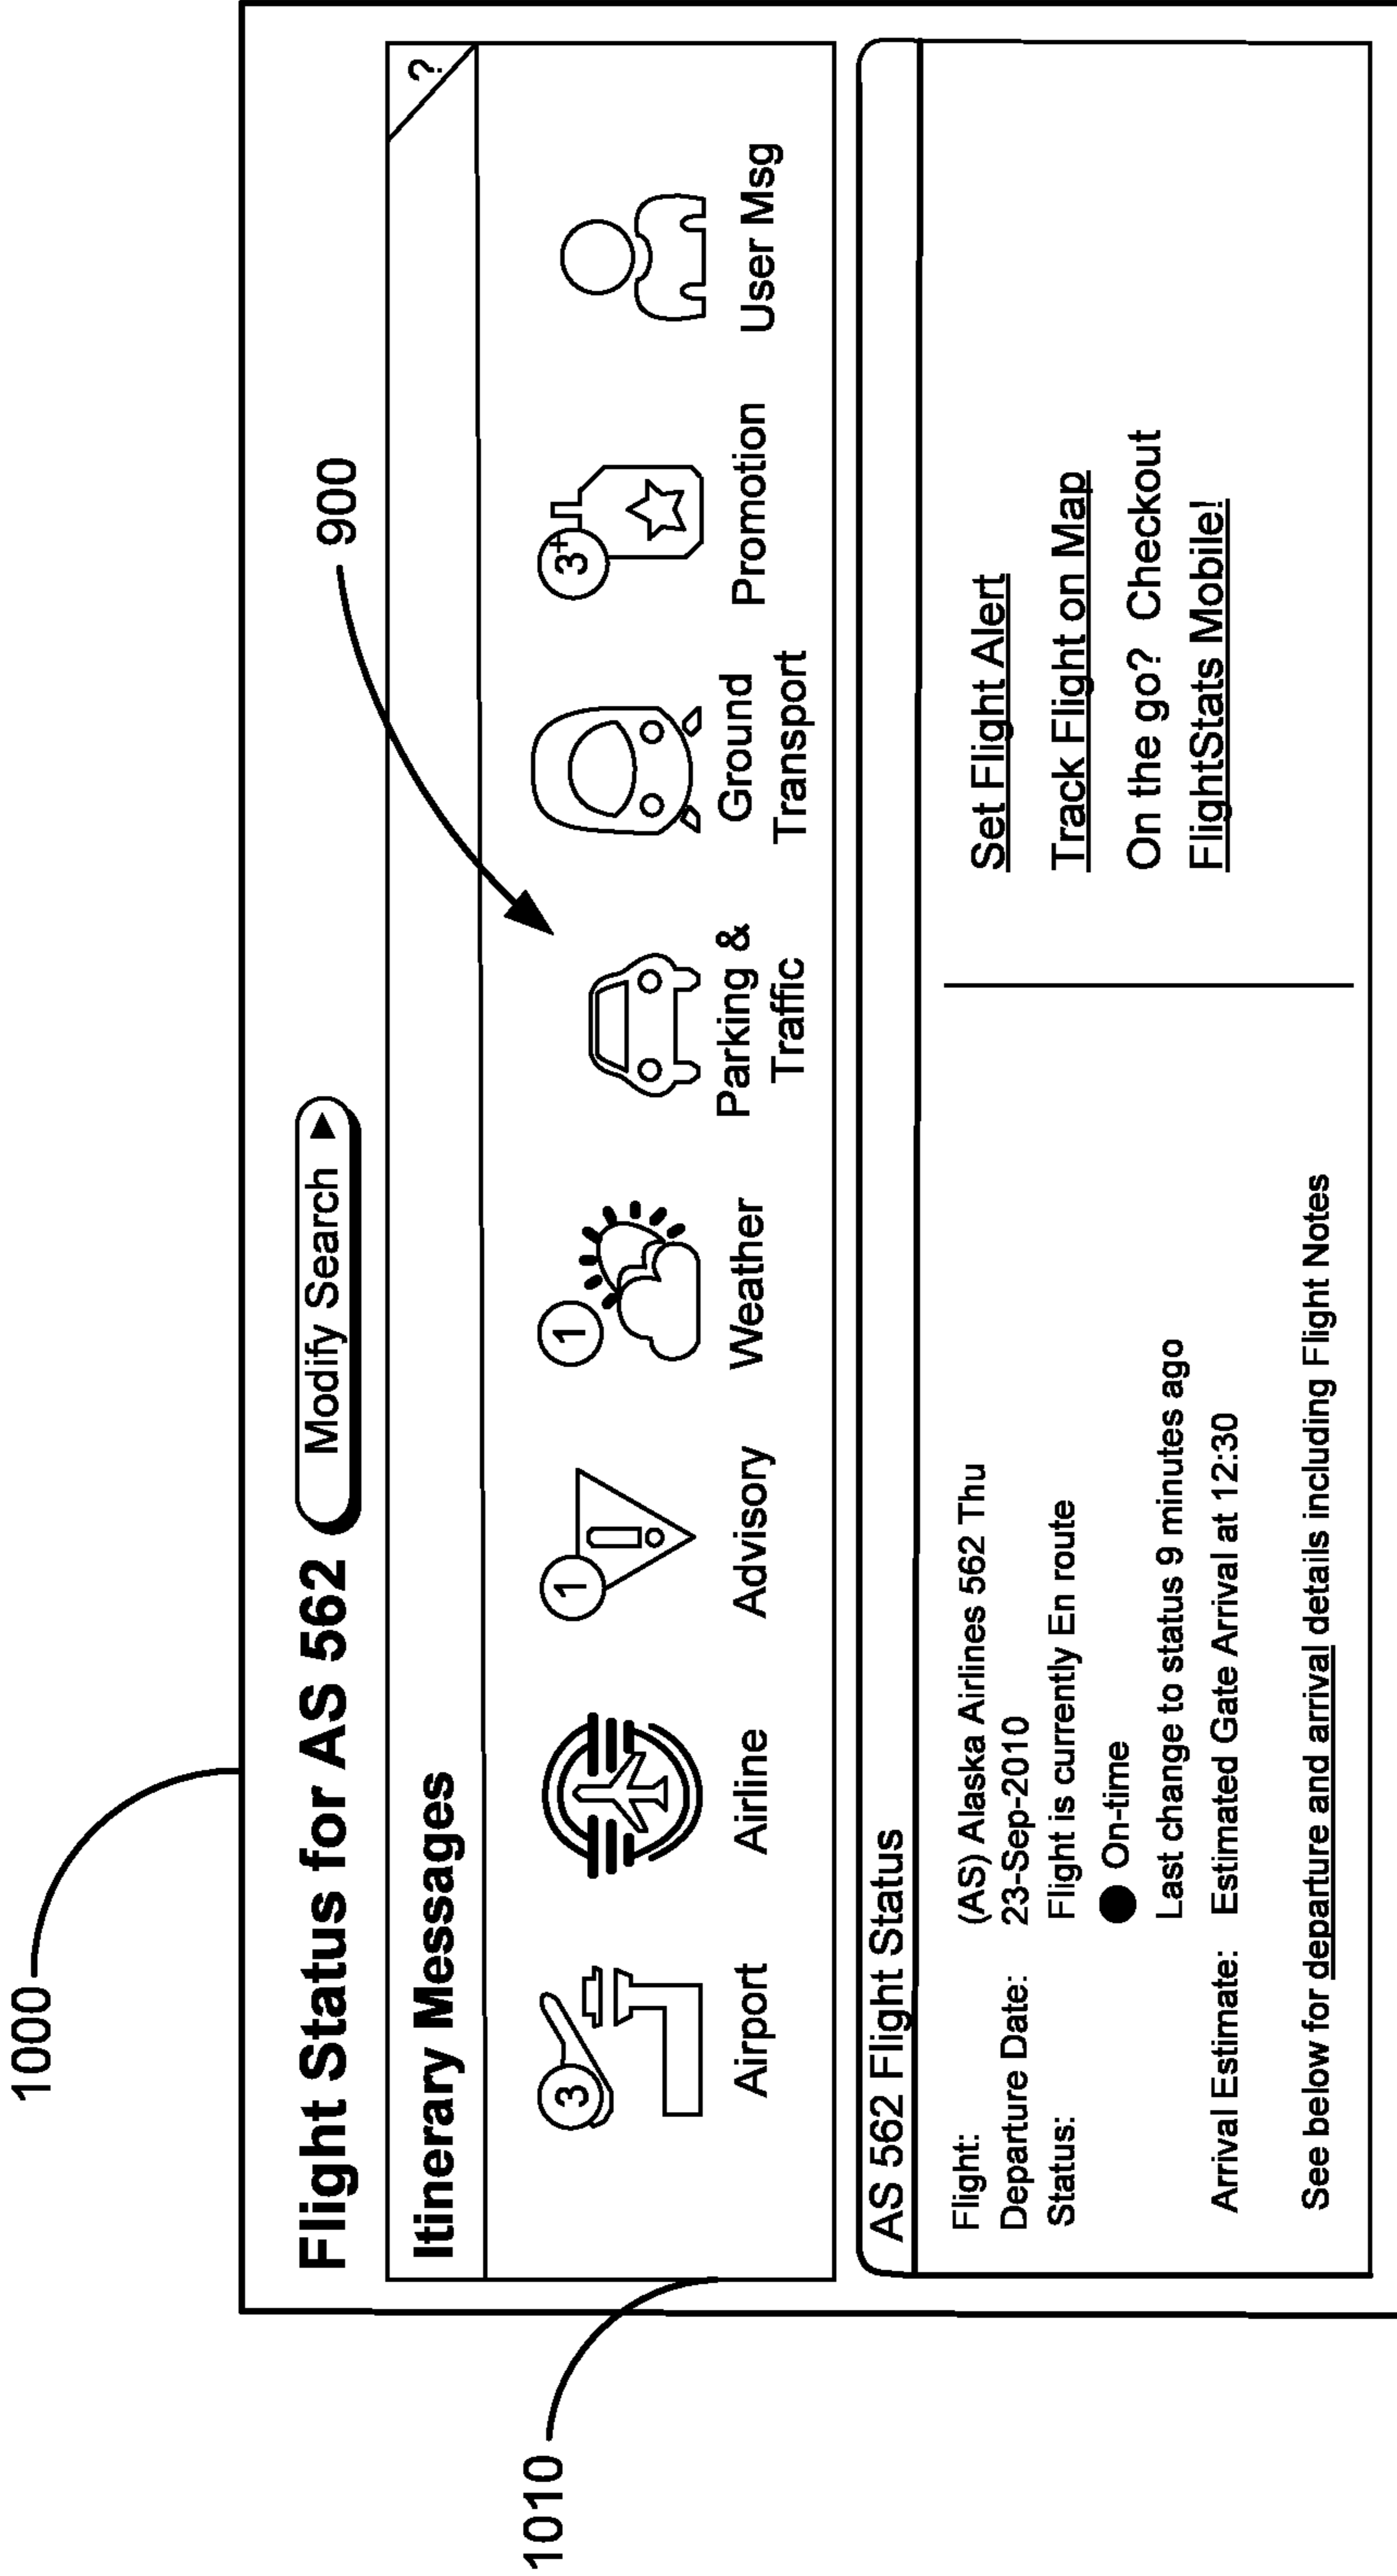 1000
Flight Status for AS 562
Modify Search ►
900
1010
Itinerary Messages
?
3
1
1
3+
Airport
Airline
Advisory
Weather
Parking &
Traffic
Ground
Transport
Promotion
User Msg
AS 562 Flight Status
Flight: (AS) Alaska Airlines 562 Thu
Departure Date: 23-Sep-2010
Status: Flight is currently En route
On-time
Last change to status 9 minutes ago
Arrival Estimate: Estimated Gate Arrival at 12:30
See below for departure and arrival details including Flight Notes
Set Flight Alert
Track Flight on Map
On the go? Checkout
FlightStats Mobile!